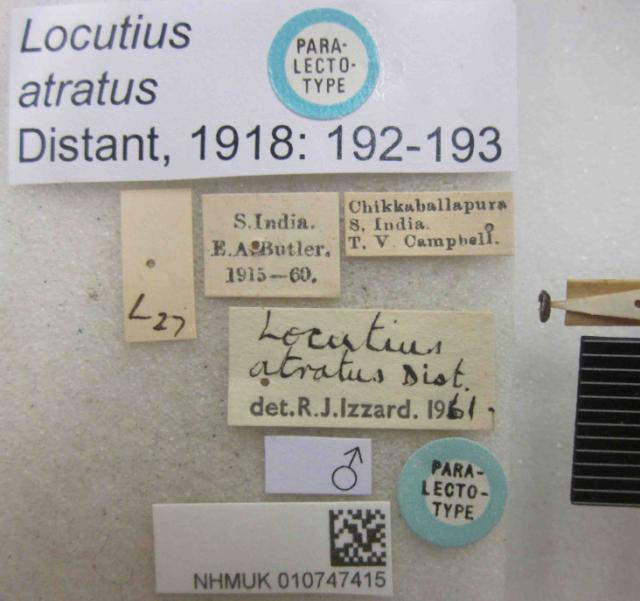 Locutius
atratus
Distant, 1918: 192-193
PARA-
LECTO-
TYPE
L27
S. India.
E.A. Butler.
1915—60.
Chikkaballapura
S. India.
T. V. Campbell.
Locutius
atratus Dist.
det. R.J.Izzard. 1961.
♂
PARA-
LECTO-
TYPE
NHMUK 010747415